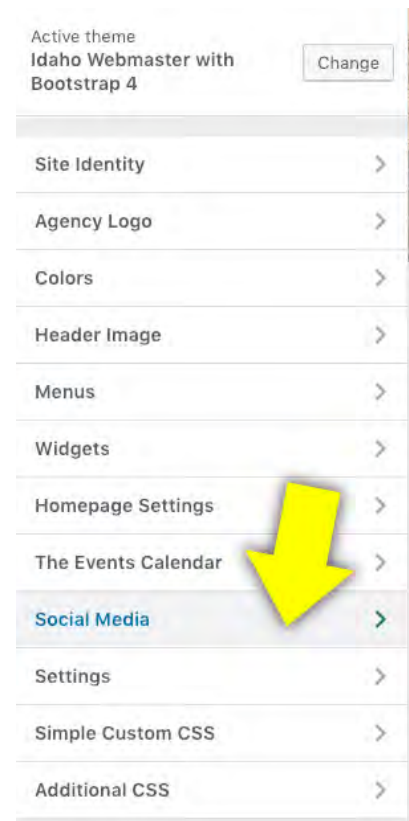 Active theme
Idaho Webmaster with
Bootstrap 4
Change
Site Identity
Agency Logo
Colors
Header Image
Menus
Widgets
Homepage Settings
The Events Calendar
Social Media
Settings
Simple Custom CSS
Additional CSS